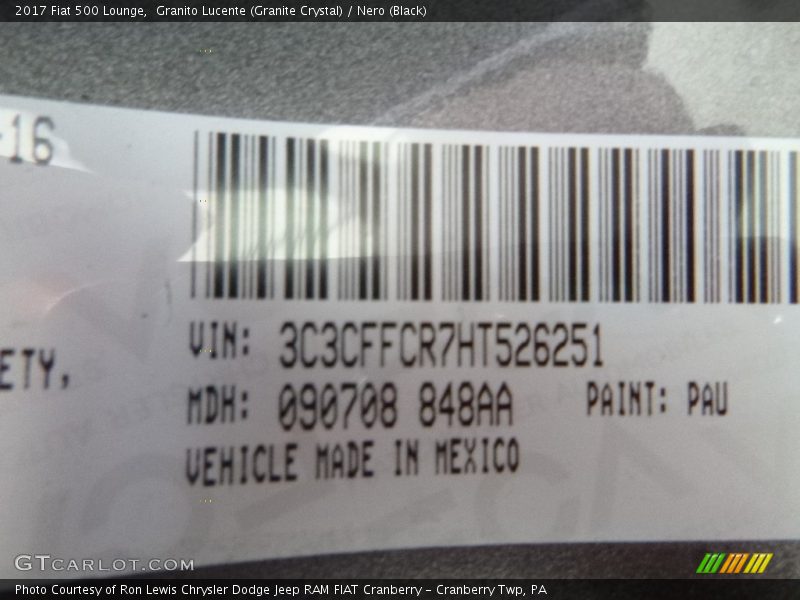 2017 Fiat 500 Lounge,  Granito Lucente (Granite Crystal) / Nero (Black)
-16
ETY,
VIN: 3C3CFFCR7HT526251
MDH: 090708 848AA
PAINT: PAU
VEHICLE MADE IN MEXICO
GTCARLOT.COM
Photo Courtesy of Ron Lewis Chrysler Dodge Jeep RAM FIAT Cranberry – Cranberry Twp, PA